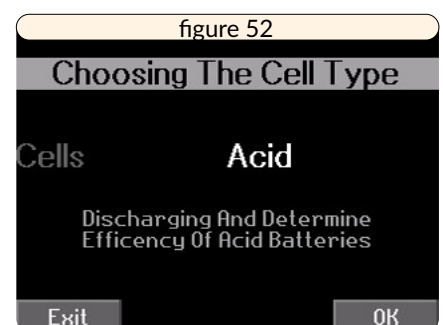 figure 52
Choosing The Cell Type
Cells Acid
Discharging And Determine
Efficency Of Acid Batteries
Exit OK